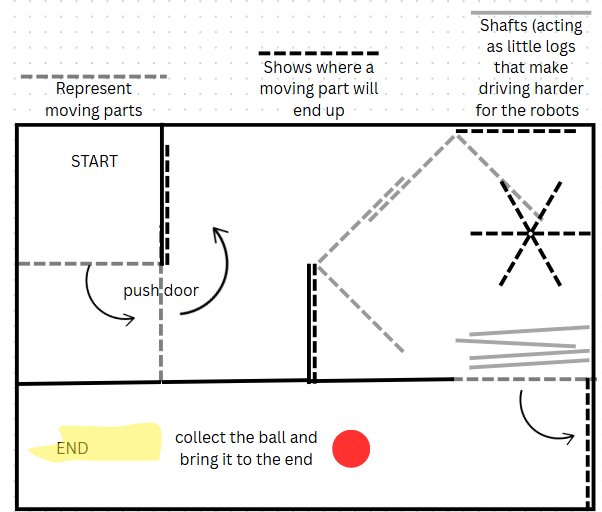 Shafts (acting
as little logs
that make
driving harder
for the robots
Shows where a
moving part will
end up
Represent
moving parts
START
push door
END
collect the ball and
bring it to the end